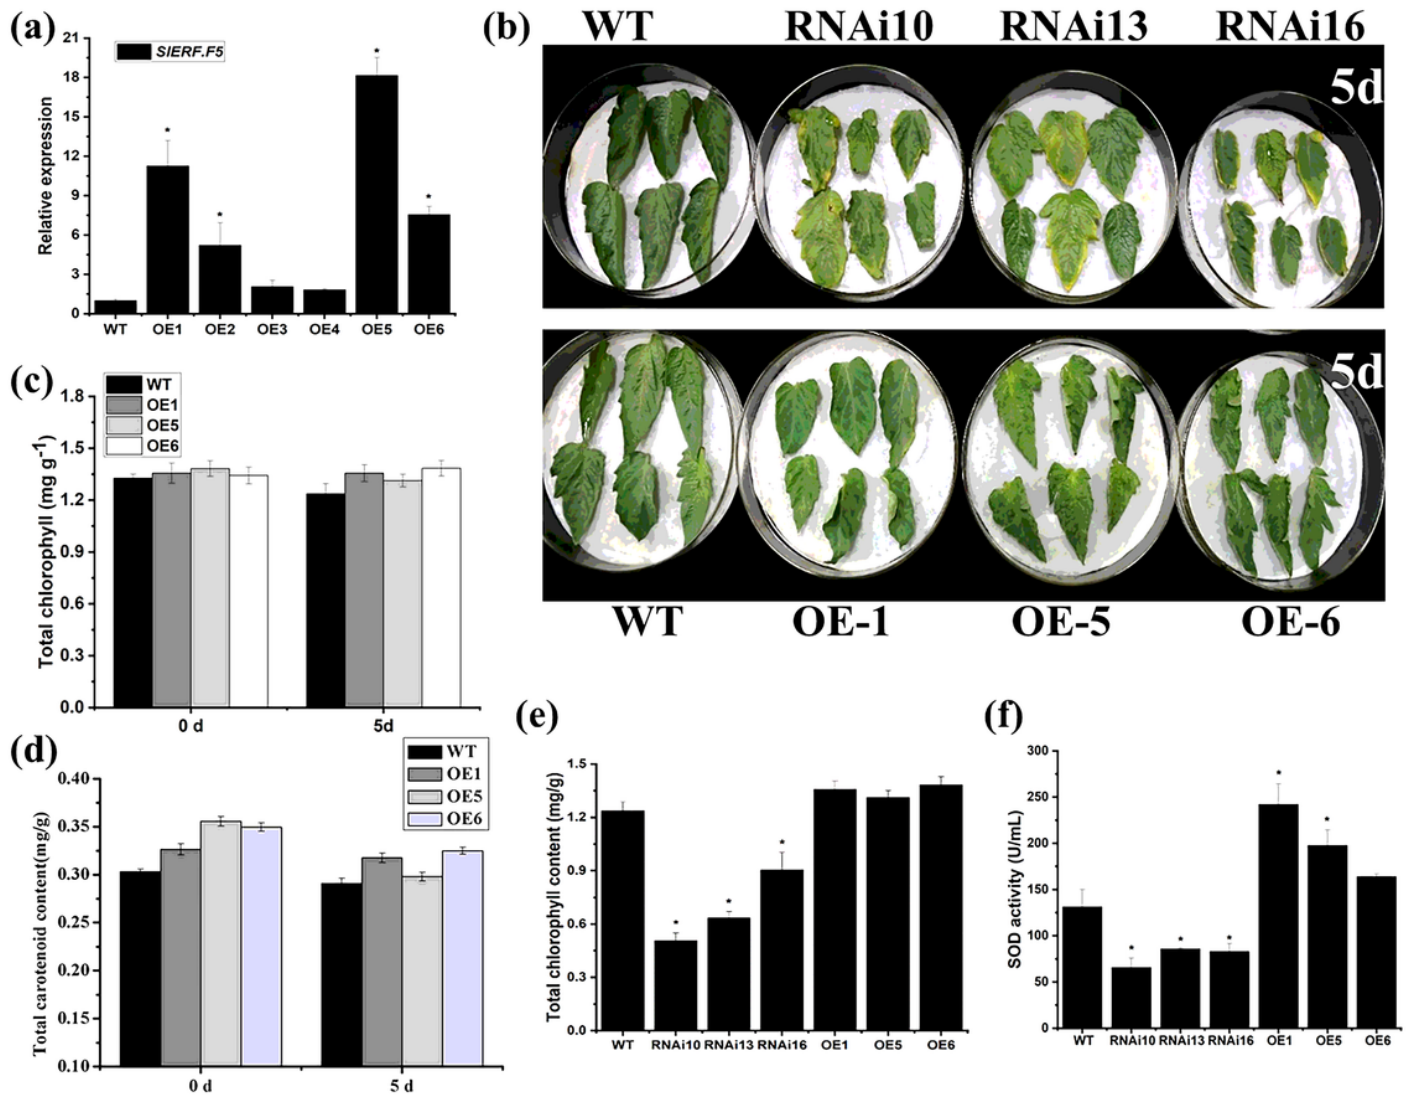 (a)
21
18
15
12
9
6
3
0
Relative expression
SlERF.F5
*
*
*
*
WT OE1 OE2 OE3 OE4 OE5 OE6
(b)
WT RNAi10 RNAi13 RNAi16
5d
5d
WT OE-1 OE-5 OE-6
(c)
WT
OE1
OE5
OE6
1.8
1.5
1.2
0.9
0.6
0.3
0.0
Total chlorophyll (mg g-1)
0 d 5d
(d)
WT
OE1
OE5
OE6
0.40
0.35
0.30
0.25
0.20
0.15
0.10
Total carotenoid content(mg/g)
0 d 5 d
(e)
1.5
1.2
0.9
0.6
0.3
0.0
Total chlorophyll content (mg/g)
*
*
*
WT RNAi10 RNAi13 RNAi16 OE1 OE5 OE6
(f)
300
250
200
150
100
50
0
SOD activity (U/mL)
*
*
*
*
*
WT RNAi10 RNAi13 RNAi16 OE1 OE5 OE6